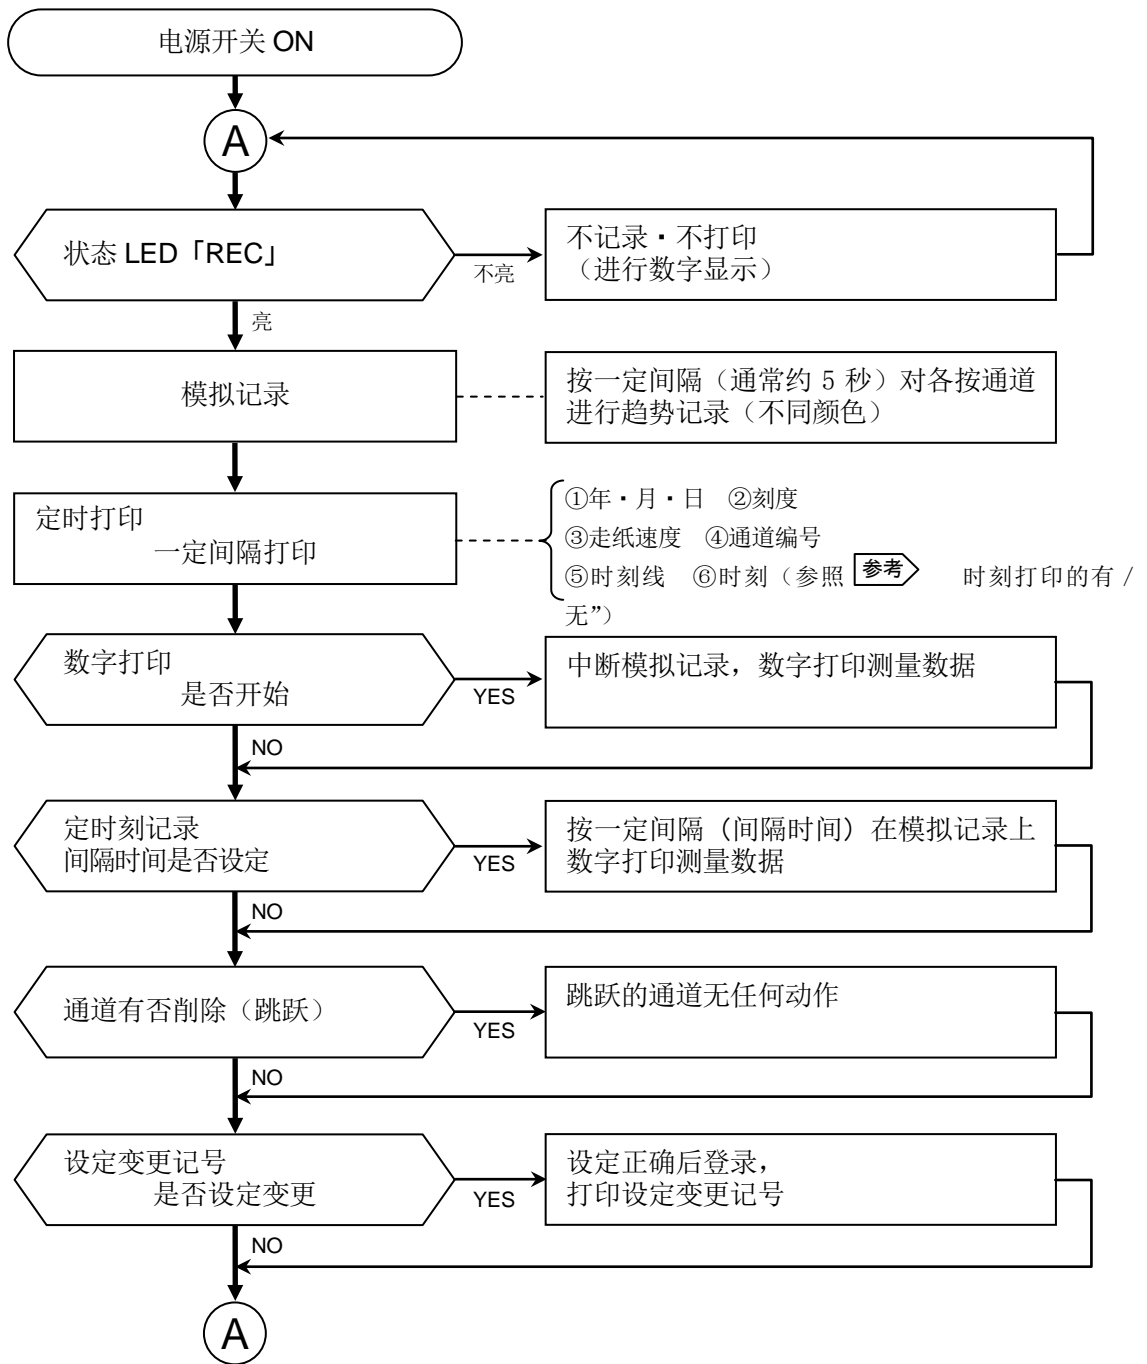 电源开关 ON
A
状态 LED「REC」
不亮
不记录・不打印
（进行数字显示）
亮
模拟记录
按一定间隔（通常约 5 秒）对各按通道
进行趋势记录（不同颜色）
定时打印
一定间隔打印
①年・月・日 ②刻度
③走纸速度 ④通道编号
⑤时刻线 ⑥时刻（参照 参考 时刻打印的有 /
无”）
数字打印
是否开始
YES
中断模拟记录，数字打印测量数据
NO
定时刻记录
间隔时间是否设定
YES
按一定间隔（间隔时间）在模拟记录上
数字打印测量数据
NO
通道有否削除（跳跃）
YES
跳跃的通道无任何动作
NO
设定变更记号
是否设定变更
YES
设定正确后登录，
打印设定变更记号
NO
A